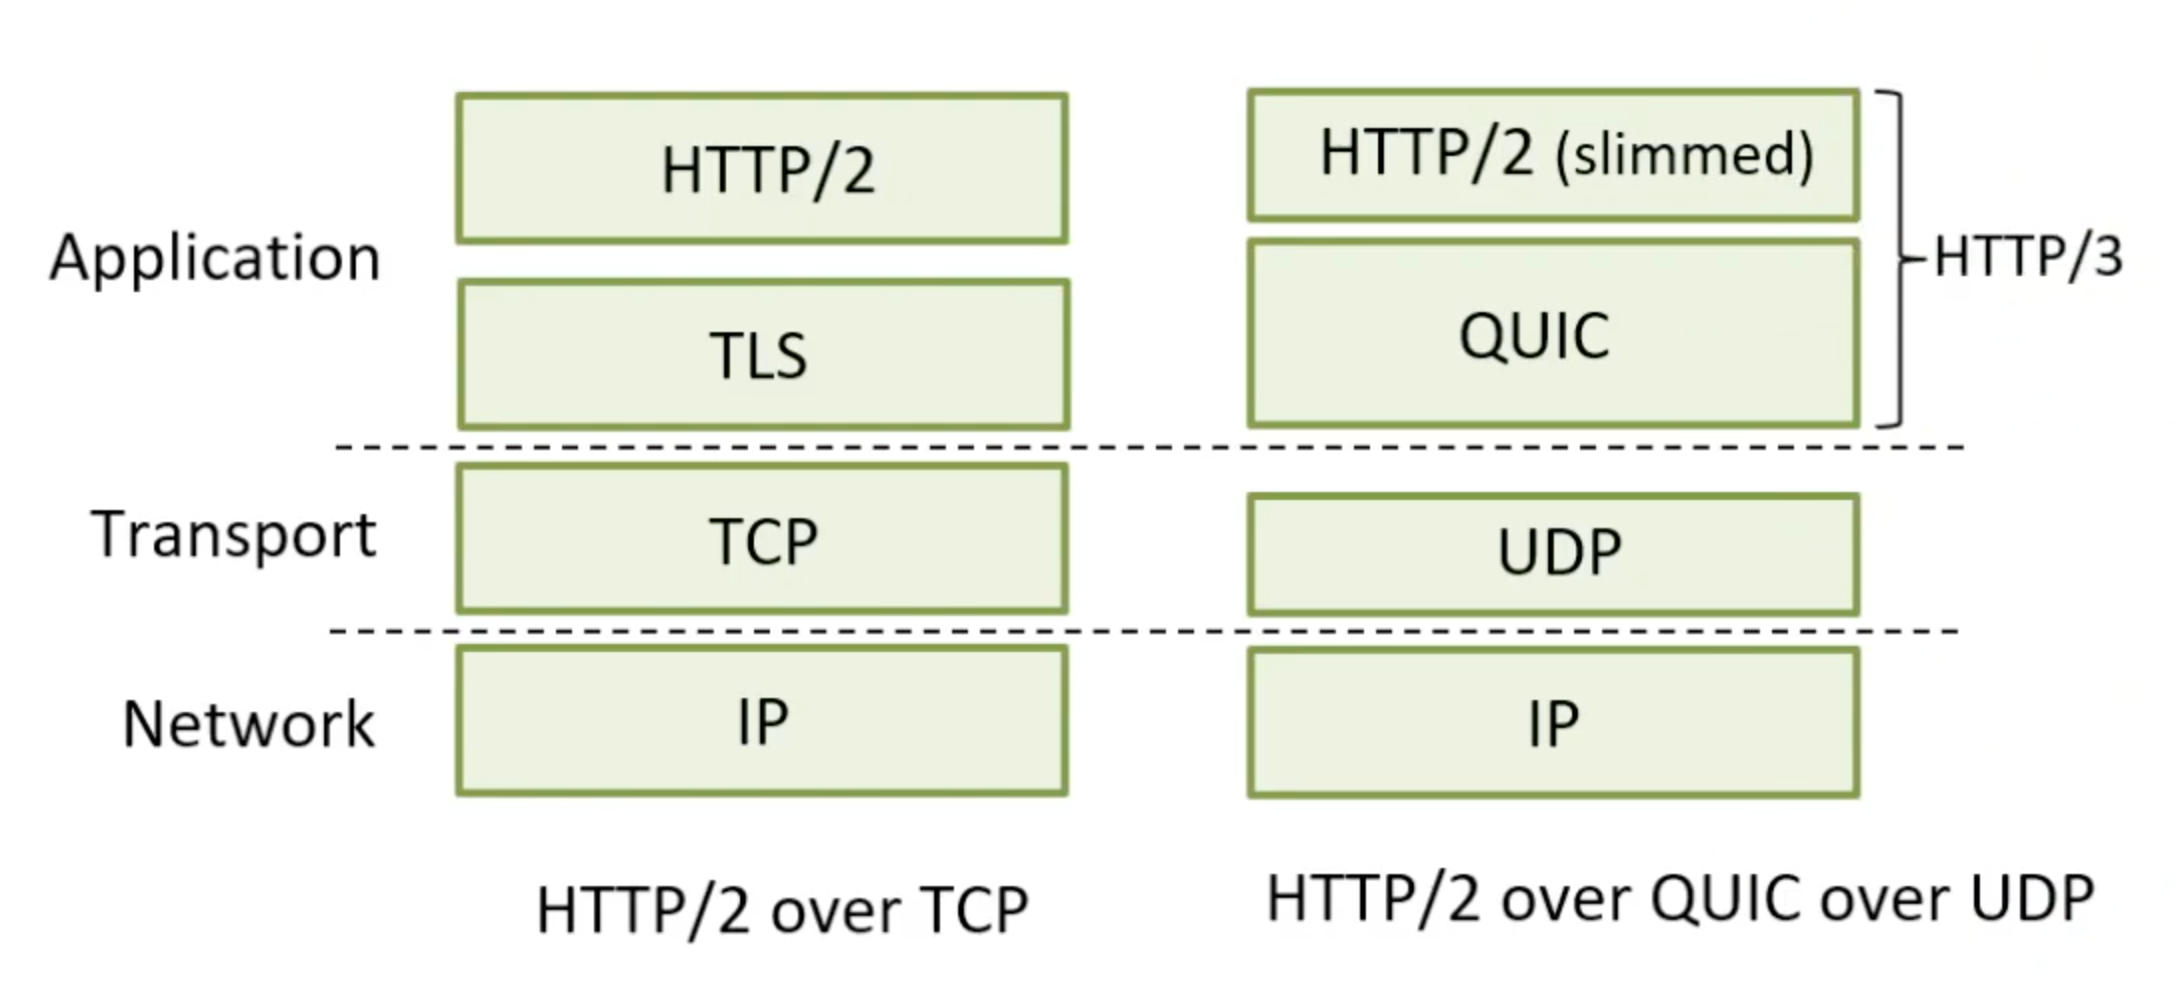 HTTP/2
HTTP/2 (slimmed)
Application
HTTP/3
TLS
QUIC
Transport
TCP
UDP
Network
IP
IP
HTTP/2 over TCP
HTTP/2 over QUIC over UDP